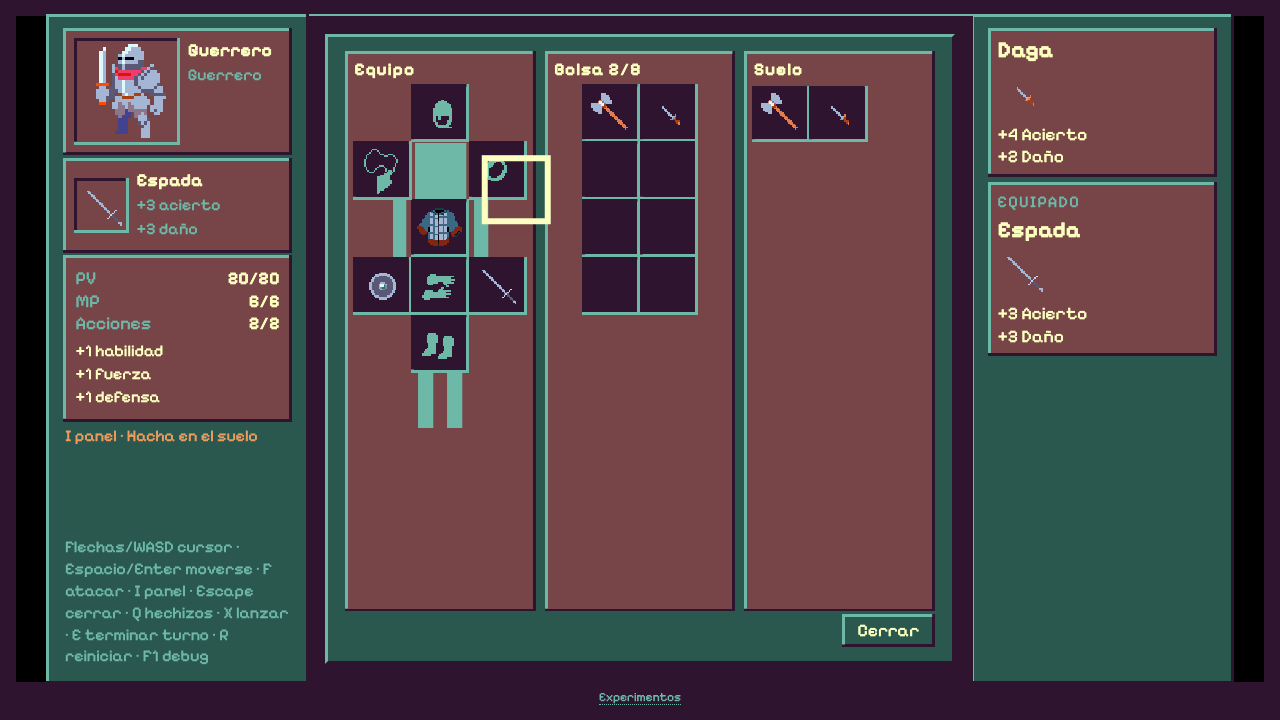 Guerrero
Guerrero
Espada
+3 acierto
+3 daño
PV 80/80
MP 6/6
Acciones 2/2
+1 habilidad
+1 fuerza
+1 defensa
I panel · Hacha en el suelo
Flechas/WASD cursor ·
Espacio/Enter moverse · F
atacar · I panel · Escape
cerrar · Q hechizos · X lanzar
· E terminar turno · R
reiniciar · F1 debug
Equipo
Bolsa 2/8
Suelo
Cerrar
Daga
+4 Acierto
+2 Daño
EQUIPADO
Espada
+3 Acierto
+3 Daño
Experimentos